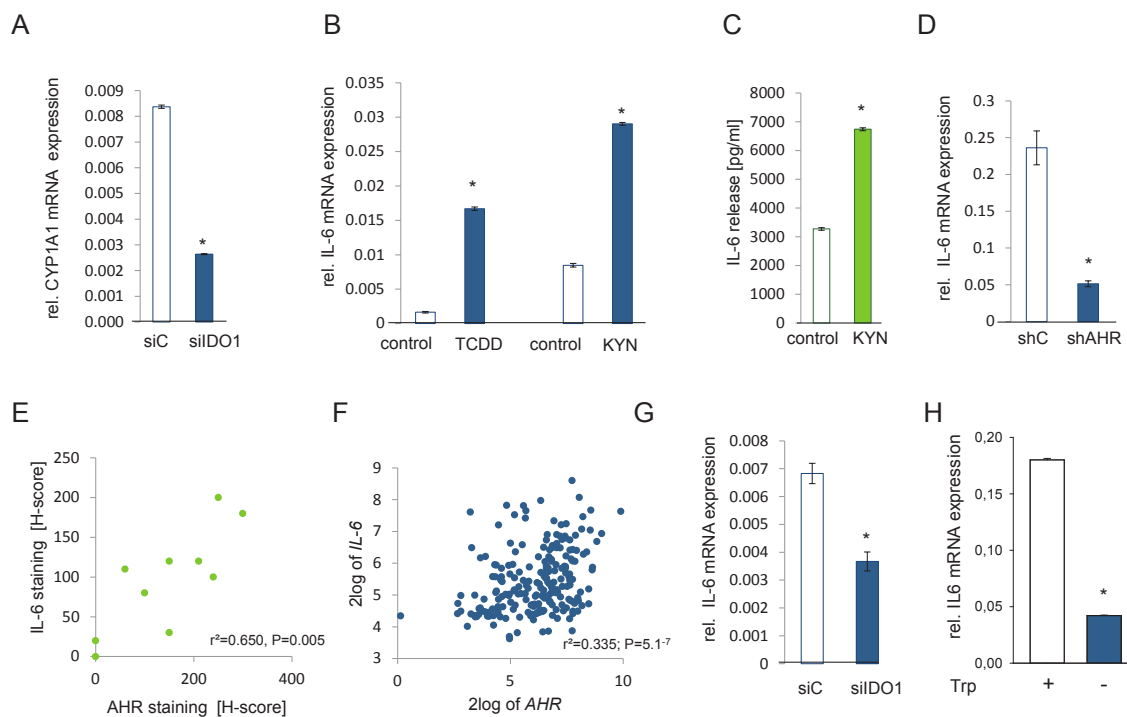 A
rel. CYP1A1 mRNA expression
0.009
0.008
0.007
0.006
0.005
0.004
0.003
0.002
0.001
0.000
*
siC
siIDO1
B
rel. IL-6 mRNA expression
0.035
0.03
0.025
0.02
0.015
0.01
0.005
0
*
*
control
TCDD
control
KYN
C
IL-6 release [pg/ml]
8000
7000
6000
5000
4000
3000
2000
1000
0
*
control
KYN
D
rel. IL-6 mRNA expression
0.3
0.25
0.2
0.15
0.1
0.05
0
*
shC
shAHR
E
IL-6 staining [H-score]
250
200
150
100
50
0
r²=0.650, P=0.005
0
200
400
AHR staining [H-score]
F
2log of IL-6
9
8
7
6
5
4
3
r²=0.335; P=5.1⁻⁷
0
5
10
2log of AHR
G
rel. IL-6 mRNA expression
0.008
0.007
0.006
0.005
0.004
0.003
0.002
0.001
0
*
siC
siIDO1
H
rel. IL6 mRNA expression
0,20
0,15
0,10
0,05
0,00
*
Trp
+
-